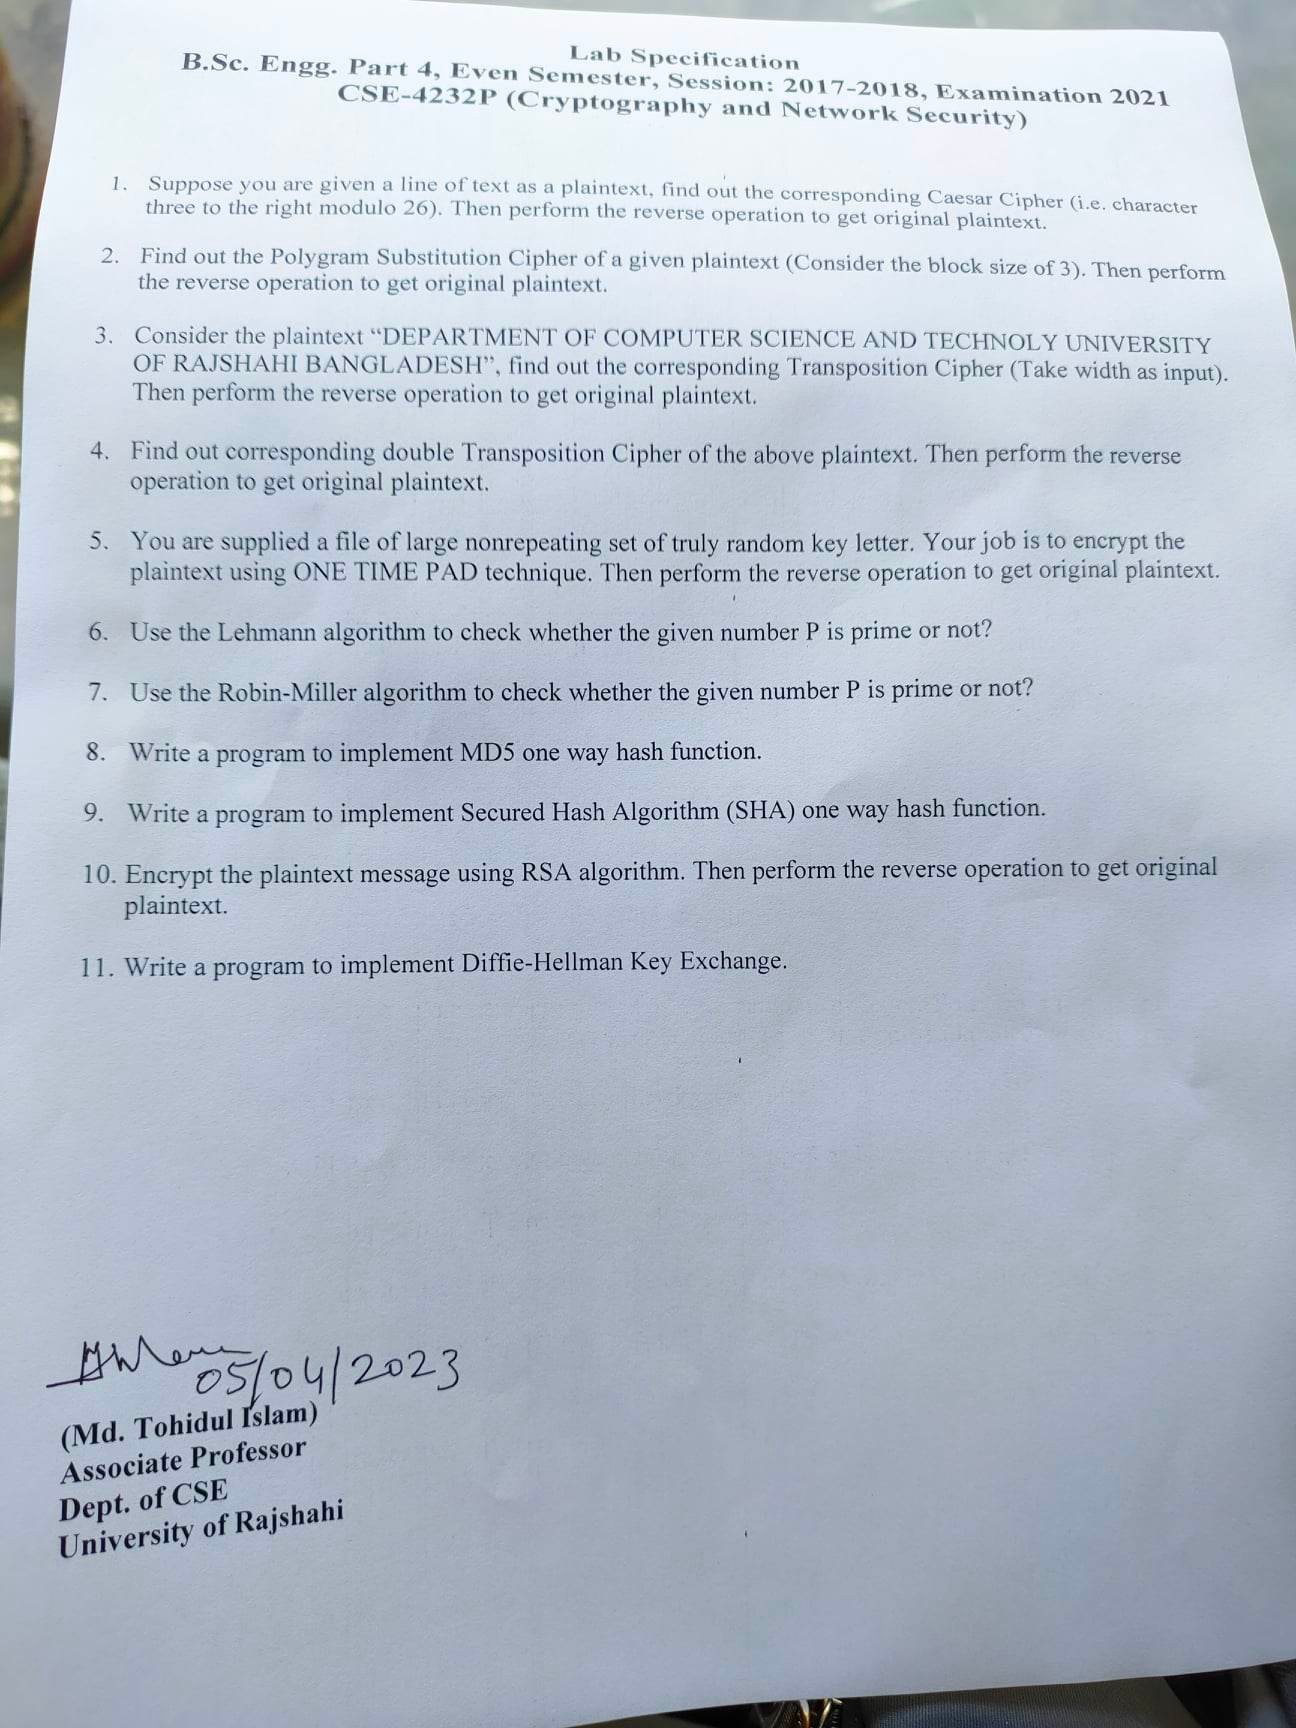 Lab Specification
B.Sc. Engg. Part 4, Even Semester, Session: 2017-2018, Examination 2021
CSE-4232P (Cryptography and Network Security)
1. Suppose you are given a line of text as a plaintext, find out the corresponding Caesar Cipher (i.e. character
three to the right modulo 26). Then perform the reverse operation to get original plaintext.
2. Find out the Polygram Substitution Cipher of a given plaintext (Consider the block size of 3). Then perform
the reverse operation to get original plaintext.
3. Consider the plaintext “DEPARTMENT OF COMPUTER SCIENCE AND TECHNOLY UNIVERSITY
OF RAJSHAHI BANGLADESH”, find out the corresponding Transposition Cipher (Take width as input).
Then perform the reverse operation to get original plaintext.
4. Find out corresponding double Transposition Cipher of the above plaintext. Then perform the reverse
operation to get original plaintext.
5. You are supplied a file of large nonrepeating set of truly random key letter. Your job is to encrypt the
plaintext using ONE TIME PAD technique. Then perform the reverse operation to get original plaintext.
6. Use the Lehmann algorithm to check whether the given number P is prime or not?
7. Use the Robin-Miller algorithm to check whether the given number P is prime or not?
8. Write a program to implement MD5 one way hash function.
9. Write a program to implement Secured Hash Algorithm (SHA) one way hash function.
10. Encrypt the plaintext message using RSA algorithm. Then perform the reverse operation to get original
plaintext.
11. Write a program to implement Diffie-Hellman Key Exchange.
05/04/2023
(Md. Tohidul Islam)
Associate Professor
Dept. of CSE
University of Rajshahi